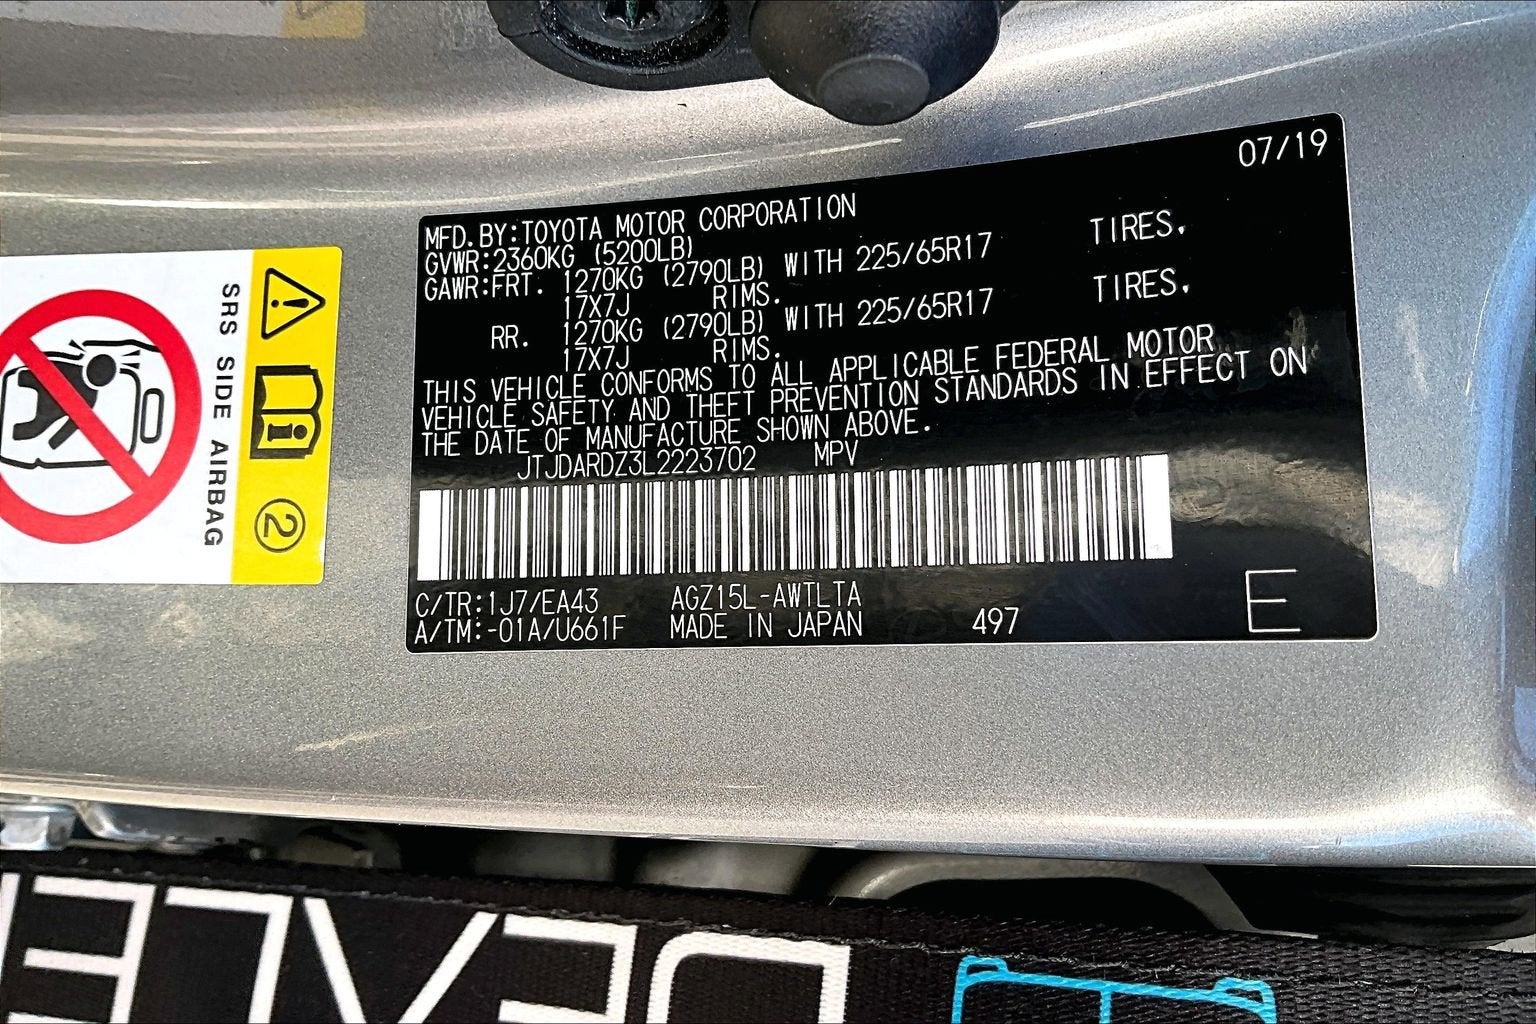 07/19
MFD.BY:TOYOTA MOTOR CORPORATION
GVWR:2360KG (5200LB)
GAWR:FRT. 1270KG (2790LB) WITH 225/65R17 TIRES,
17X7J RIMS.
RR. 1270KG (2790LB) WITH 225/65R17 TIRES,
17X7J RIMS.
THIS VEHICLE CONFORMS TO ALL APPLICABLE FEDERAL MOTOR
VEHICLE SAFETY AND THEFT PREVENTION STANDARDS IN EFFECT ON
THE DATE OF MANUFACTURE SHOWN ABOVE.
JTJDARDZ3L2223702 MPV
C/TR:1J7/EA43 AGZ15L-AWTLTA
A/TM:-01A/U661F MADE IN JAPAN 497 E
SRS SIDE AIRBAG
2